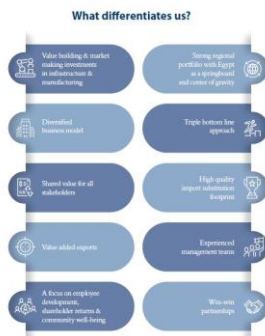 What differentiates us?
Value building & market
making investments
in infrastructure &
manufacturing
Strong regional
portfolio with Egypt
as a springboard
and center of gravity
Diversified
business model
Triple bottom line
approach
Shared value for all
stakeholders
High quality
import substitution
footprint
Value added exports
Experienced
management teams
A focus on employee
development,
shareholder returns &
community well-being
Win-win
partnerships